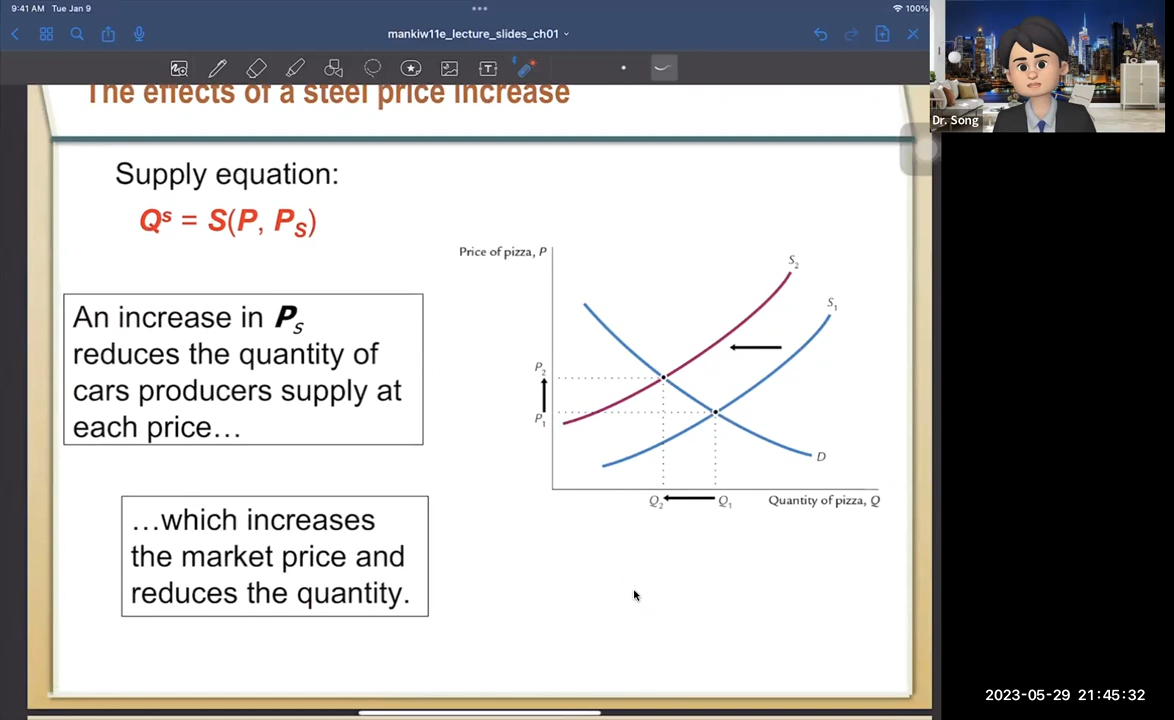 9:41 AM Tue Jan 9
100%
mankiw11e_lecture_slides_ch01
Dr. Song
The effects of a steel price increase
Supply equation:
Qˢ = S(P, Pₛ)
Price of pizza, P
S₂
S₁
An increase in Pₛ
reduces the quantity of
cars producers supply at
each price…
P₂
P₁
D
Q₂
Q₁
Quantity of pizza, Q
…which increases
the market price and
reduces the quantity.
2023-05-29 21:45:32